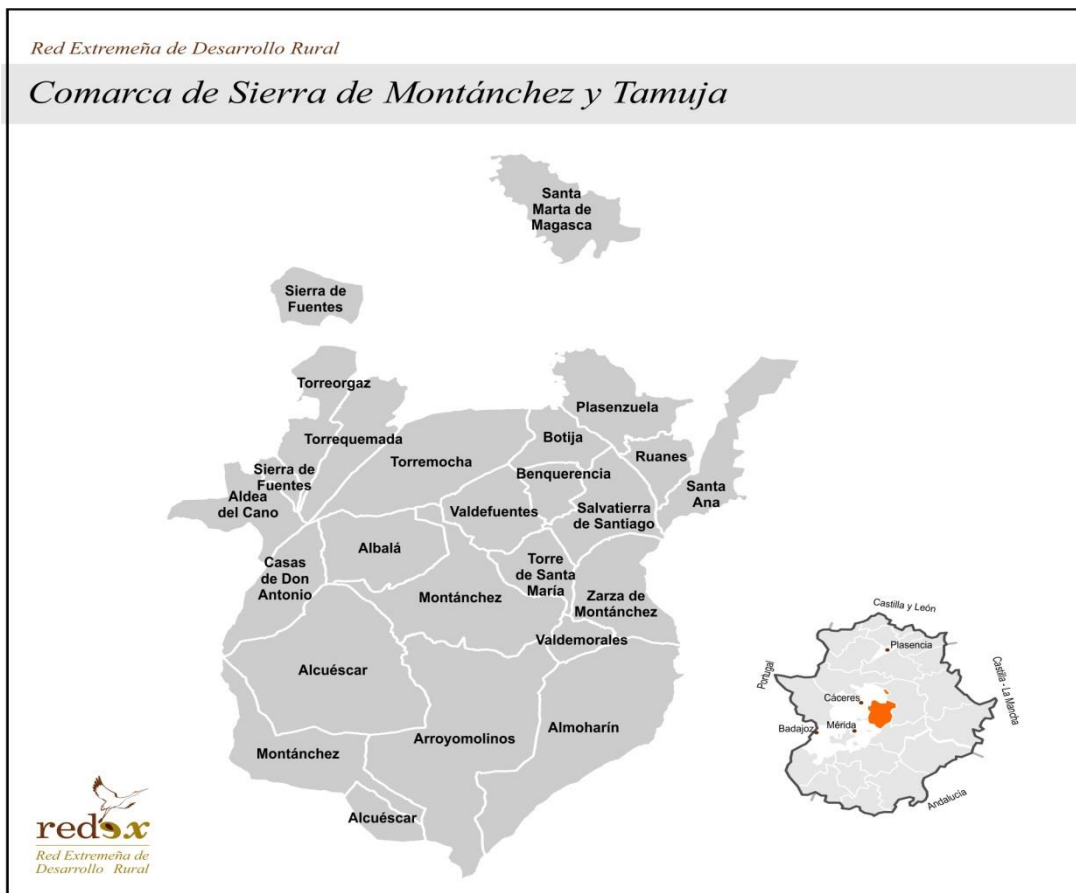 Red Extremeña de Desarrollo Rural
Comarca de Sierra de Montánchez y Tamuja
Santa
Marta de
Magasca
Sierra de
Fuentes
Torreorgaz
Plasenzuela
Torrequemada
Botija
Torremocha
Ruanes
Sierra de
Fuentes
Benquerencia
Santa
Ana
Aldea
del Cano
Valdefuentes
Salvatierra
de Santiago
Albalá
Casas
de Don
Antonio
Torre
de Santa
María
Montánchez
Zarza de
Montánchez
Valdemorales
Alcuéscar
Almoharín
Arroyomolinos
Montánchez
Alcuéscar
Castilla y León
Plasencia
Portugal
Castilla - La Mancha
Cáceres
Badajoz
Mérida
Andalucía
redex
Red Extremeña de
Desarrollo Rural